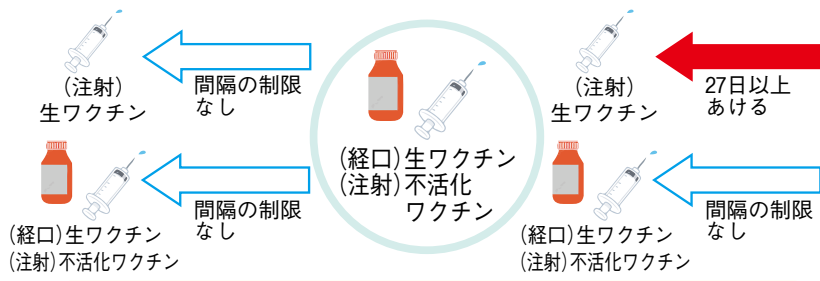 (注射)
生ワクチン
間隔の制限
なし
(経口)生ワクチン
(注射)不活化ワクチン
間隔の制限
なし
(経口)生ワクチン
(注射)不活化
ワクチン
(注射)
生ワクチン
27日以上
あける
(経口)生ワクチン
(注射)不活化ワクチン
間隔の制限
なし